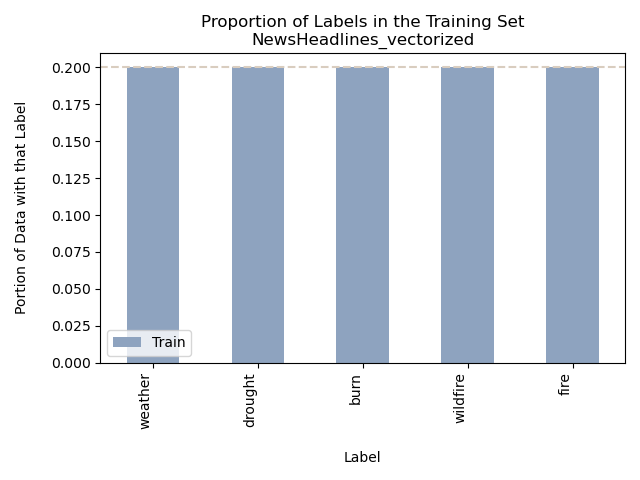 Proportion of Labels in the Training Set
NewsHeadlines_vectorized
Portion of Data with that Label
0.200
0.175
0.150
0.125
0.100
0.075
0.050
0.025
0.000
Train
weather
drought
burn
wildfire
fire
Label